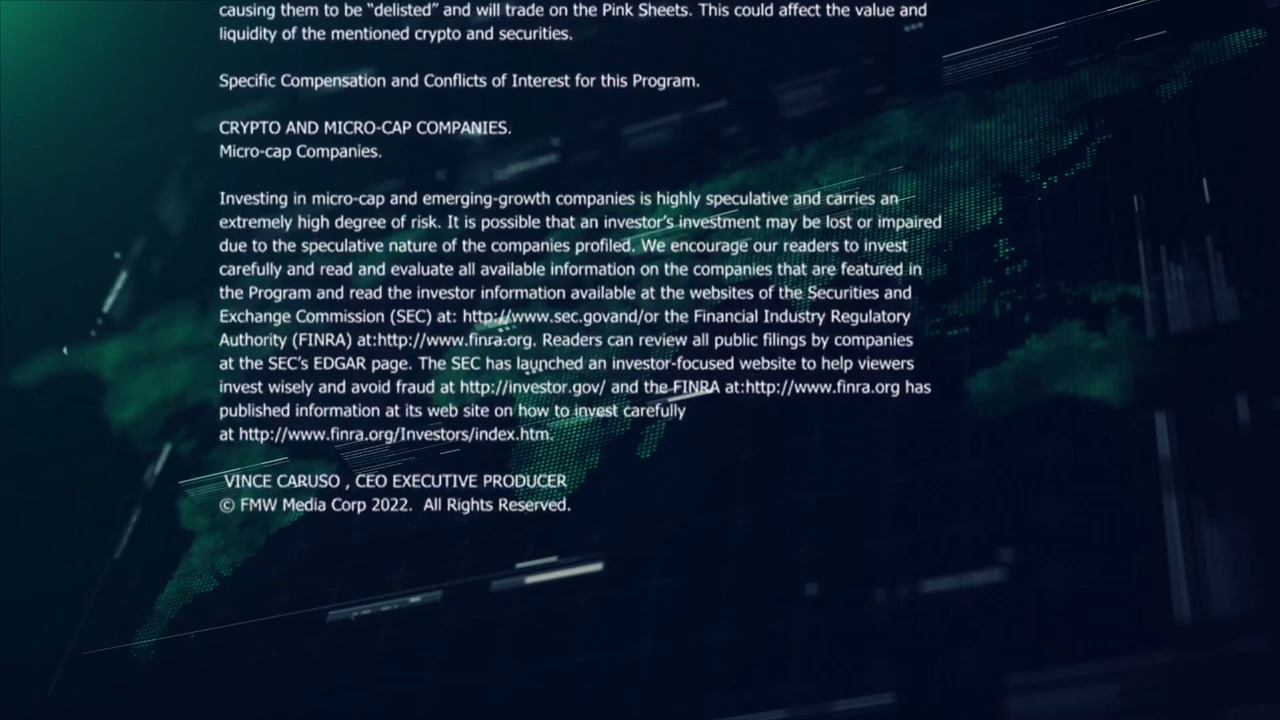 causing them to be “delisted” and will trade on the Pink Sheets. This could affect the value and
liquidity of the mentioned crypto and securities.
Specific Compensation and Conflicts of Interest for this Program.
CRYPTO AND MICRO-CAP COMPANIES.
Micro-cap Companies.
Investing in micro-cap and emerging-growth companies is highly speculative and carries an
extremely high degree of risk. It is possible that an investor’s investment may be lost or impaired
due to the speculative nature of the companies profiled. We encourage our readers to invest
carefully and read and evaluate all available information on the companies that are featured in
the Program and read the investor information available at the websites of the Securities and
Exchange Commission (SEC) at: http://www.sec.govand/or the Financial Industry Regulatory
Authority (FINRA) at:http://www.finra.org. Readers can review all public filings by companies
at the SEC’s EDGAR page. The SEC has launched an investor-focused website to help viewers
invest wisely and avoid fraud at http://investor.gov/ and the FINRA at:http://www.finra.org has
published information at its web site on how to invest carefully
at http://www.finra.org/Investors/index.htm.
VINCE CARUSO , CEO EXECUTIVE PRODUCER
© FMW Media Corp 2022.  All Rights Reserved.